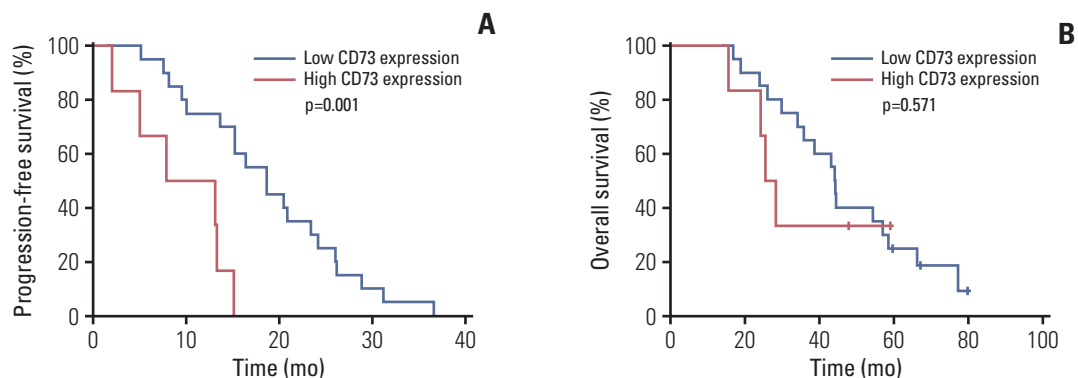 A
Progression-free survival (%)
100
80
60
40
20
0
Low CD73 expression
High CD73 expression
p=0.001
0 10 20 30 40
Time (mo)
B
Overall survival (%)
100
80
60
40
20
0
Low CD73 expression
High CD73 expression
p=0.571
0 20 40 60 80 100
Time (mo)